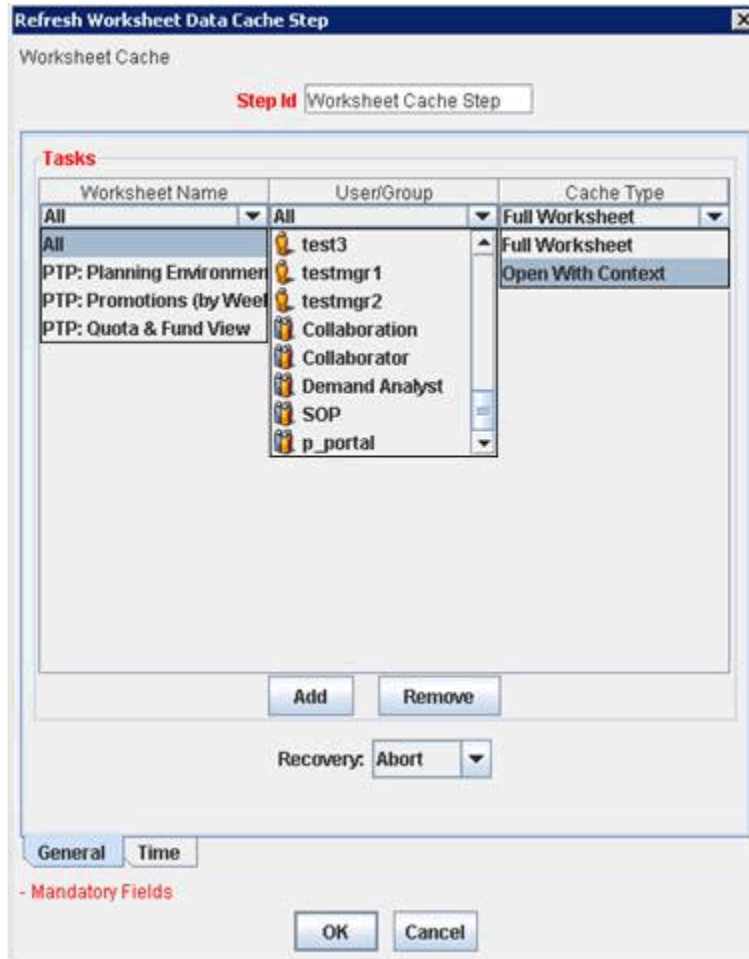 Refresh Worksheet Data Cache Step
Worksheet Cache
Step Id Worksheet Cache Step
Tasks
Worksheet Name User/Group Cache Type
All All Full Worksheet
All test3 Full Worksheet
PTP: Planning Environmen testmgr1 Open With Context
PTP: Promotions (by Weel testmgr2
PTP: Quota & Fund View Collaboration
Collaborator
Demand Analyst
SOP
p_portal
Add Remove
Recovery: Abort
General Time
- Mandatory Fields
OK Cancel